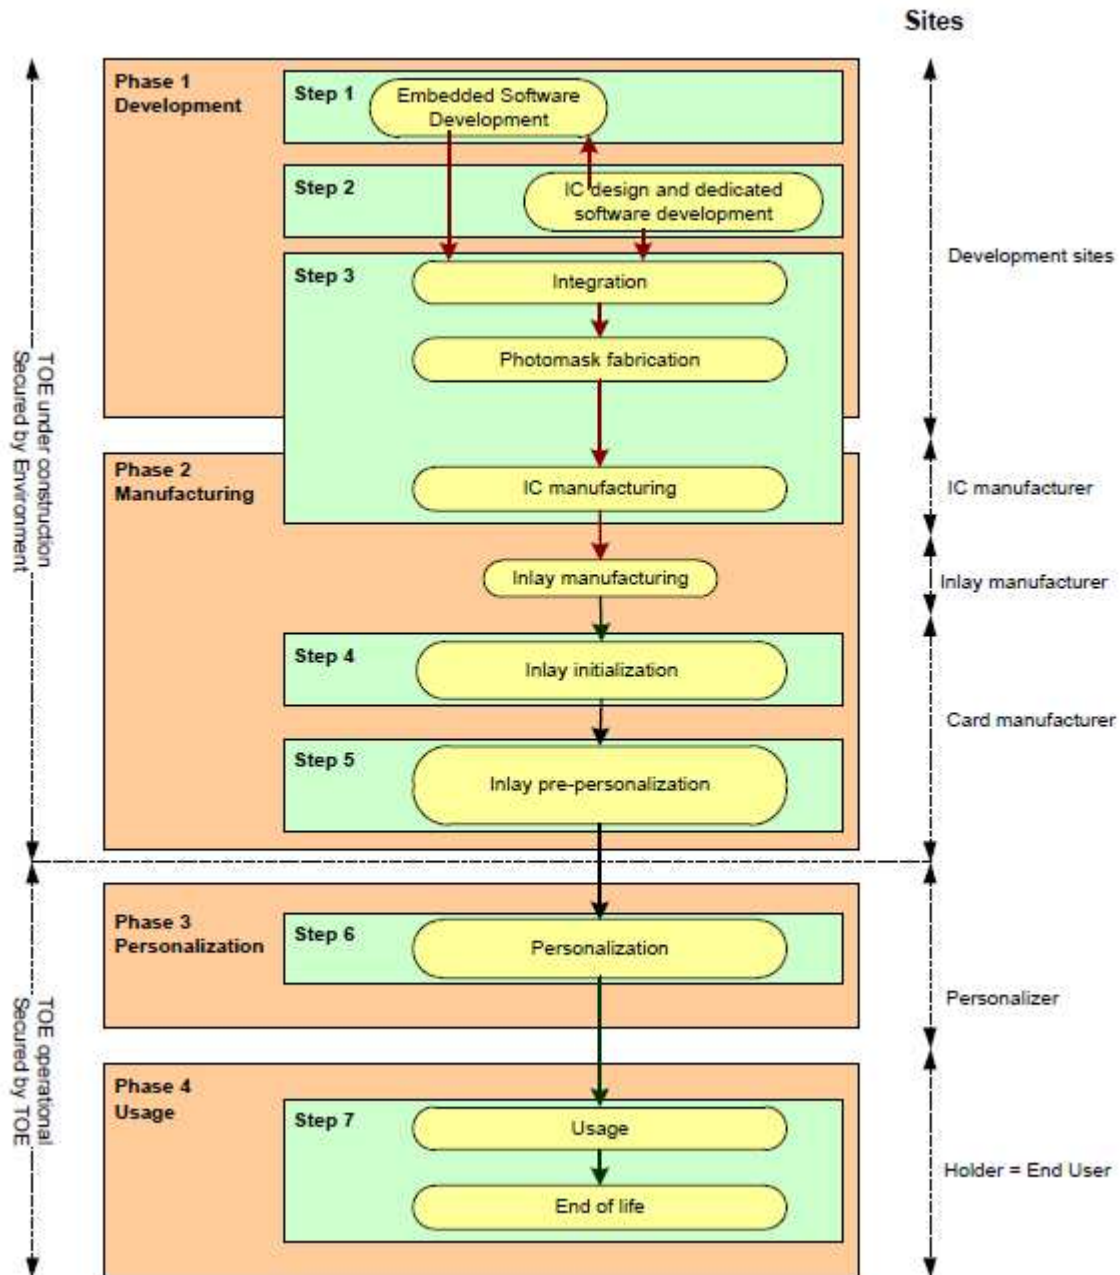 Sites
Phase 1
Development
Step 1
Embedded Software
Development
Step 2
IC design and dedicated
software development
Step 3
Integration
Photomask fabrication
Development sites
TOE under construction
Secured by Environment
Phase 2
Manufacturing
IC manufacturing
IC manufacturer
Inlay manufacturing
Inlay manufacturer
Step 4
Inlay initialization
Card manufacturer
Step 5
Inlay pre-personalization
Phase 3
Personalization
Step 6
Personalization
Personalizer
TOE operational
Secured by TOE
Phase 4
Usage
Step 7
Usage
End of life
Holder = End User